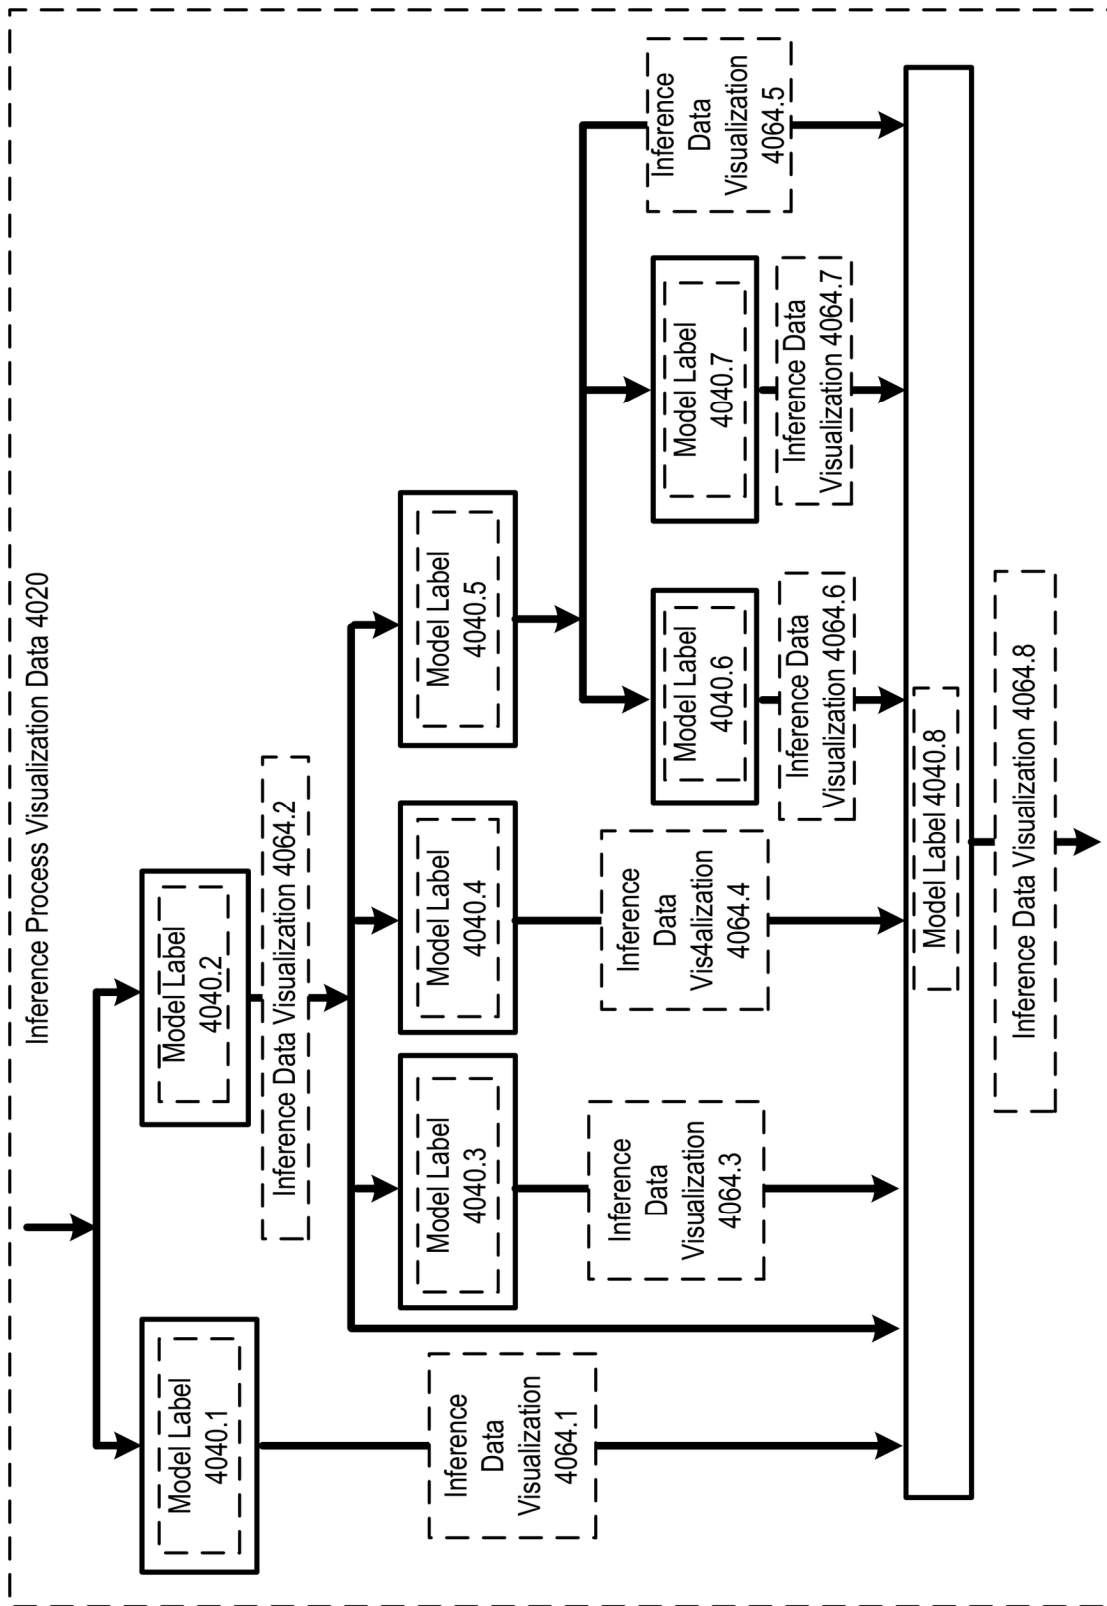 Inference Process Visualization Data 4020
Model Label
4040.1
Model Label
4040.2
Inference Data Visualization 4064.2
Model Label
4040.3
Model Label
4040.4
Model Label
4040.5
Inference
Data
Visualization
4064.1
Inference
Data
Visualization
4064.3
Inference
Data
Vis4alization
4064.4
Model Label
4040.6
Inference Data
Visualization 4064.6
Model Label
4040.7
Inference Data
Visualization 4064.7
Inference
Data
Visualization
4064.5
Model Label 4040.8
Inference Data Visualization 4064.8